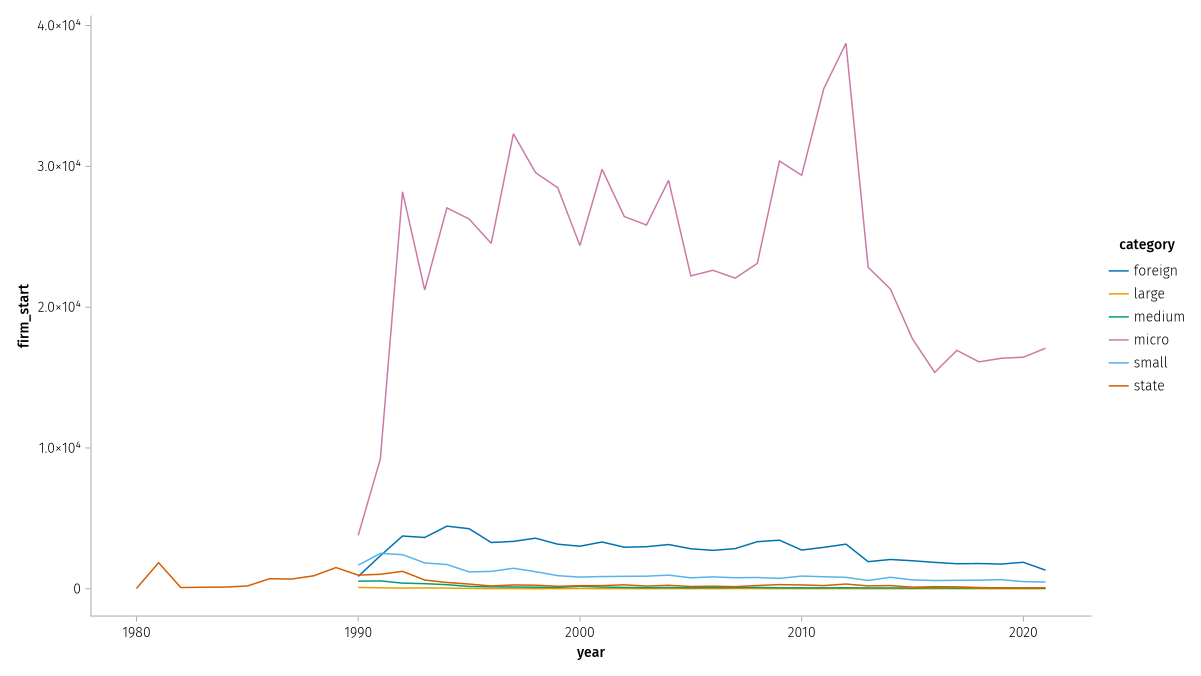 4.0×10⁴
3.0×10⁴
2.0×10⁴
1.0×10⁴
0
firm_start
1980
1990
2000
2010
2020
year
category
foreign
large
medium
micro
small
state